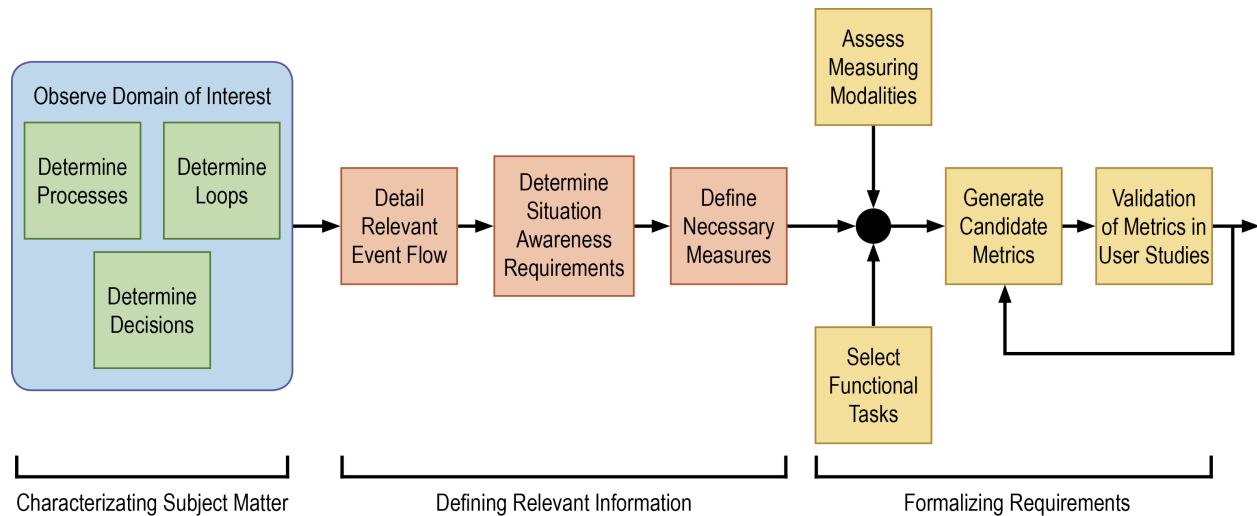 Observe Domain of Interest
Determine
Processes
Determine
Loops
Determine
Decisions
Detail
Relevant
Event Flow
Determine
Situation
Awareness
Requirements
Define
Necessary
Measures
Assess
Measuring
Modalities
Select
Functional
Tasks
Generate
Candidate
Metrics
Validation
of Metrics in
User Studies
Characterizating Subject Matter
Defining Relevant Information
Formalizing Requirements